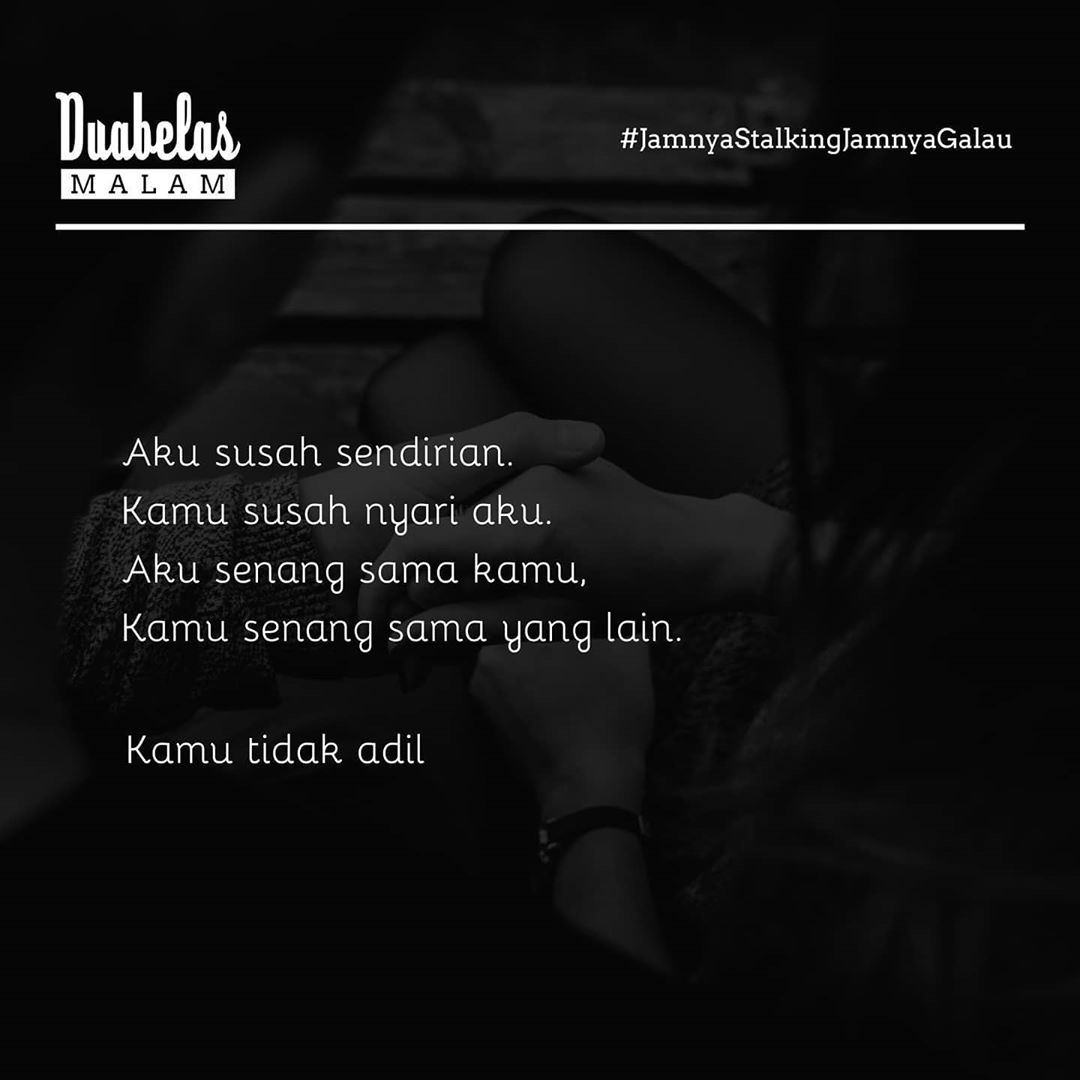 Duabelas
MALAM
#JamnyaStalkingJamnyaGalau
Aku susah sendirian.
Kamu susah nyari aku.
Aku senang sama kamu,
Kamu senang sama yang lain.
Kamu tidak adil